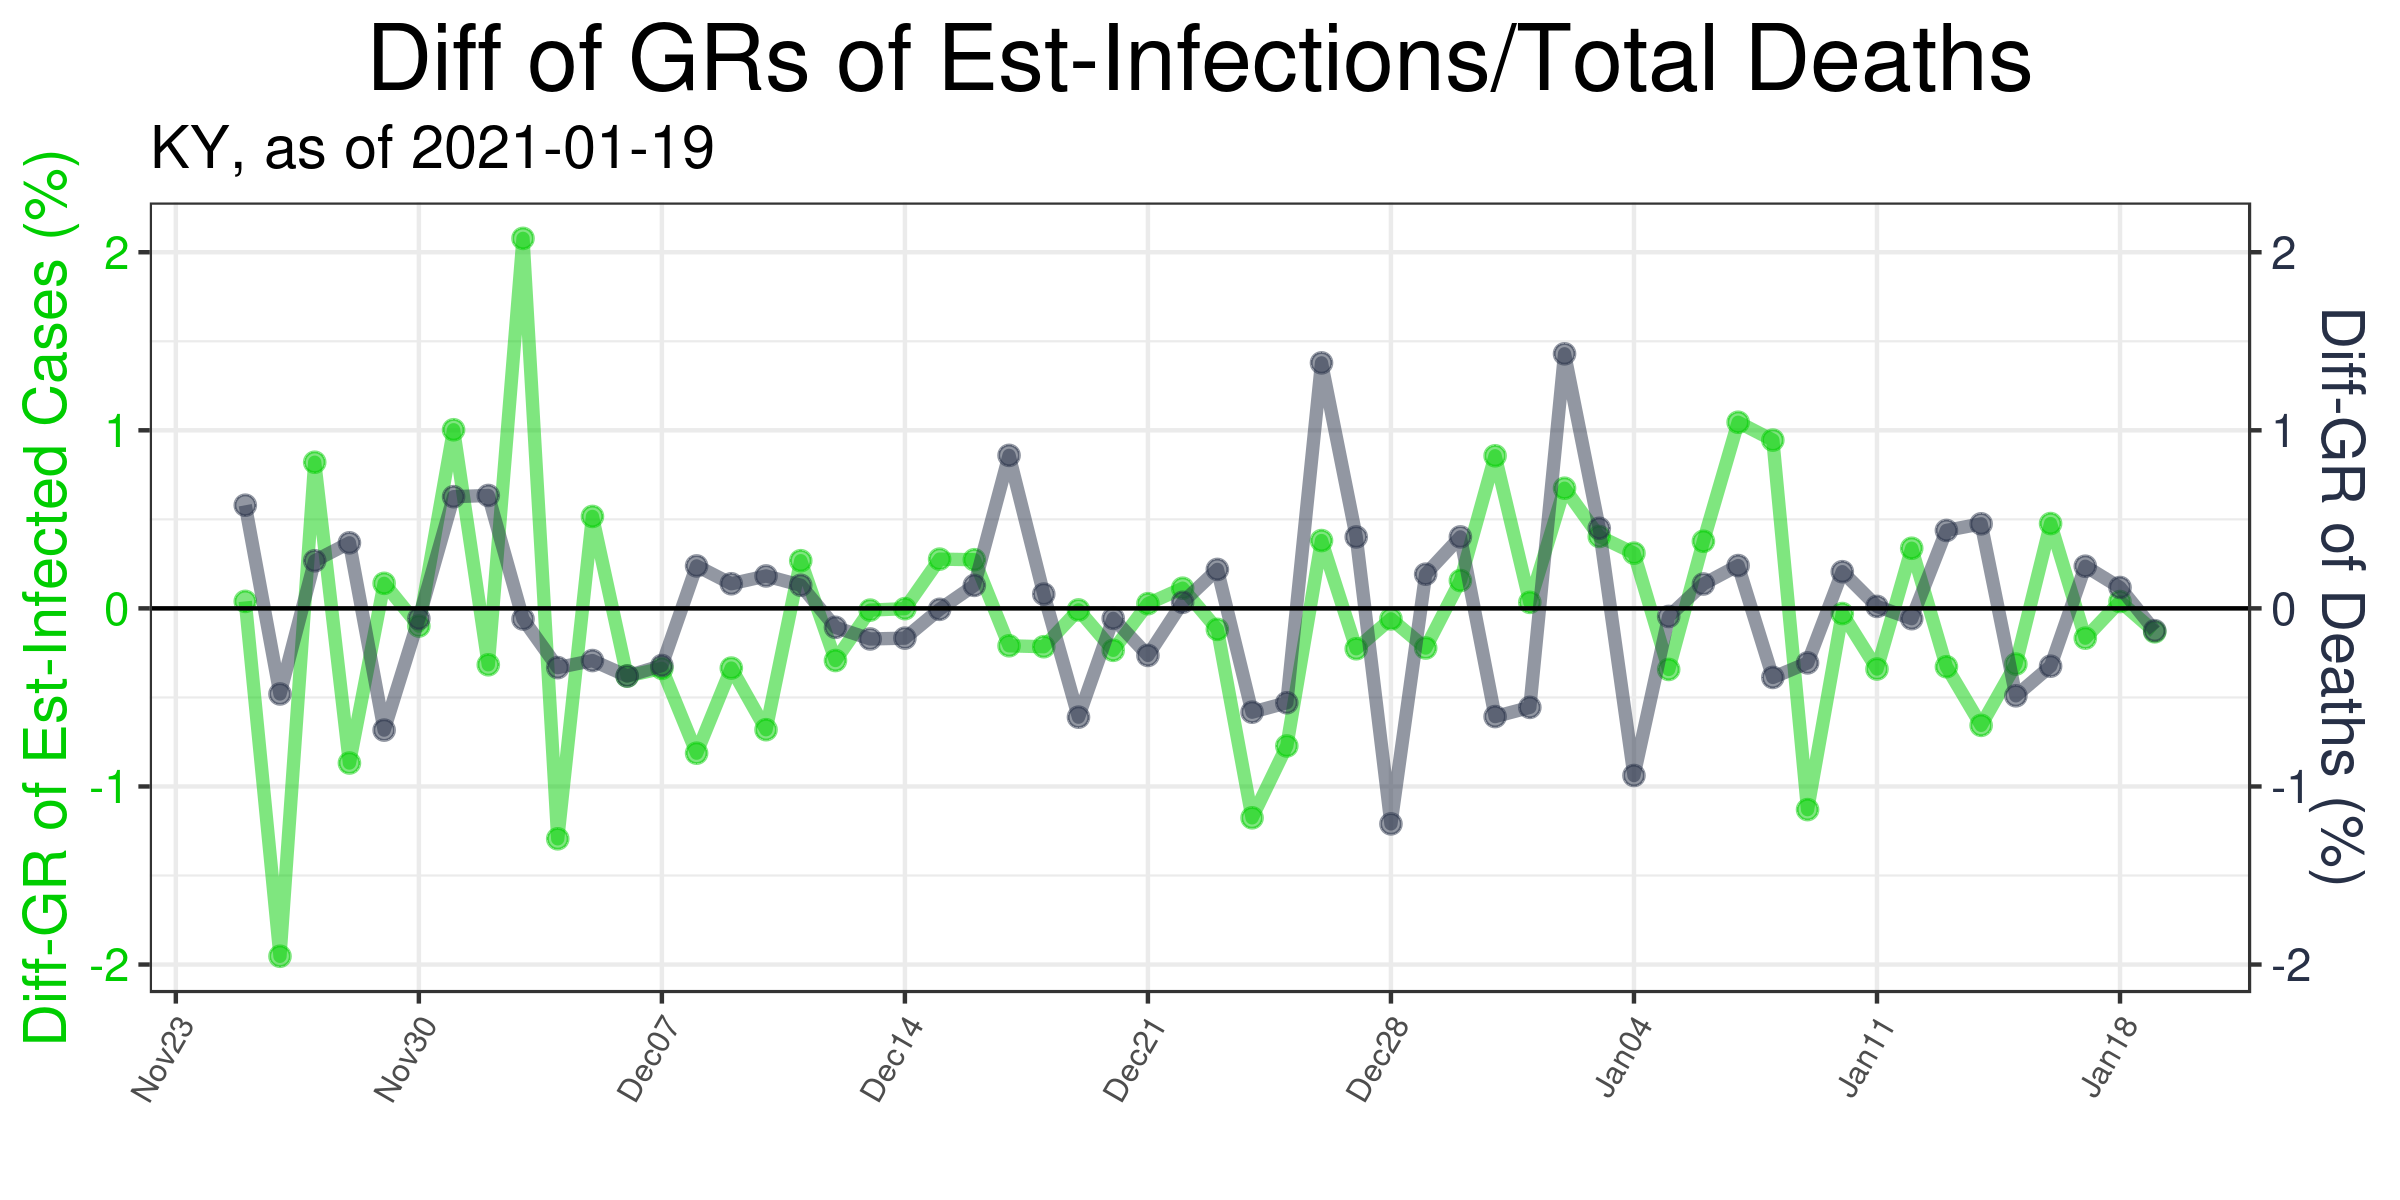 Diff of GRs of Est-Infections/Total Deaths
KY, as of 2021-01-19
Diff-GR of Est-Infected Cases (%)
2
1
0
-1
-2
2
1
0
-1
-2
Diff-GR of Deaths (%)
Nov23
Nov30
Dec07
Dec14
Dec21
Dec28
Jan04
Jan11
Jan18